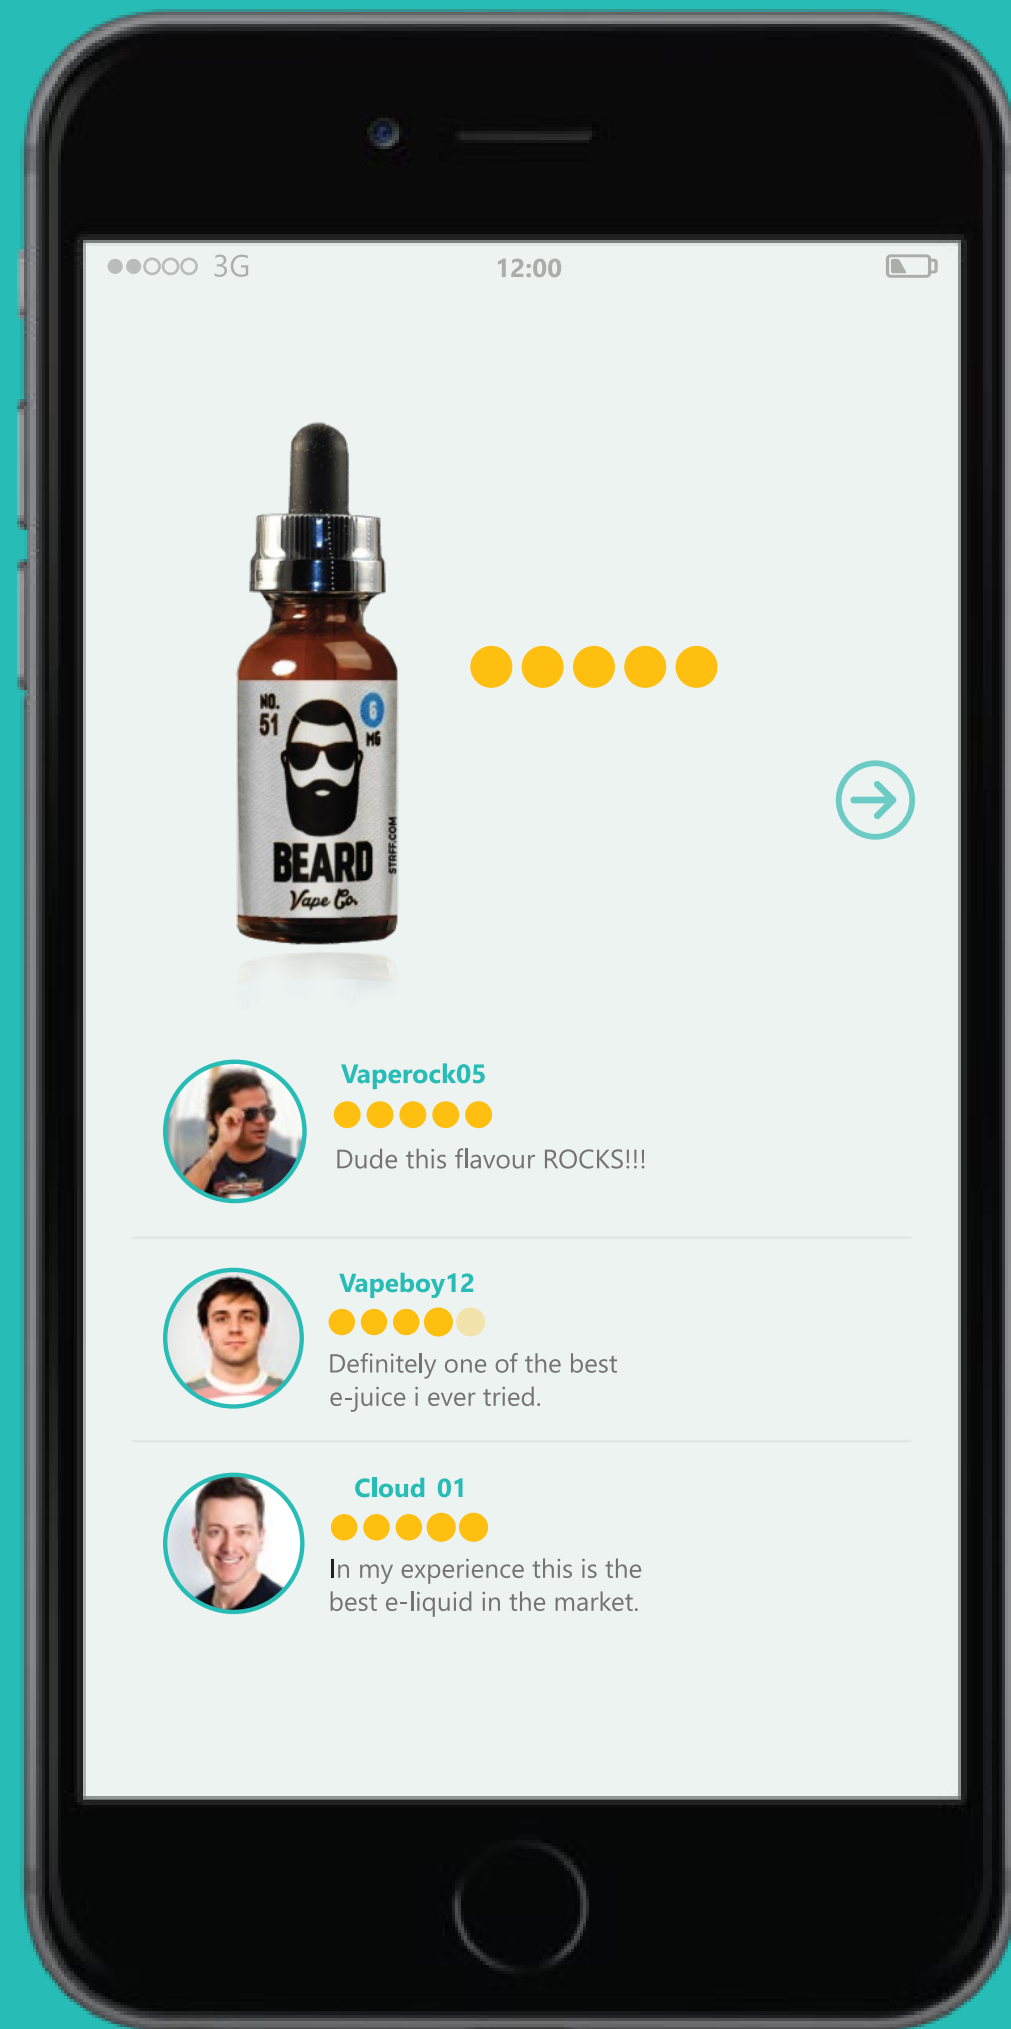 3G
12:00
NO.
51
6
MG
BEARD
Vape Co.
STAFF.COM
Vaperock05
Dude this flavour ROCKS!!!
Vapeboy12
Definitely one of the best
e-juice i ever tried.
Cloud 01
In my experience this is the
best e-liquid in the market.